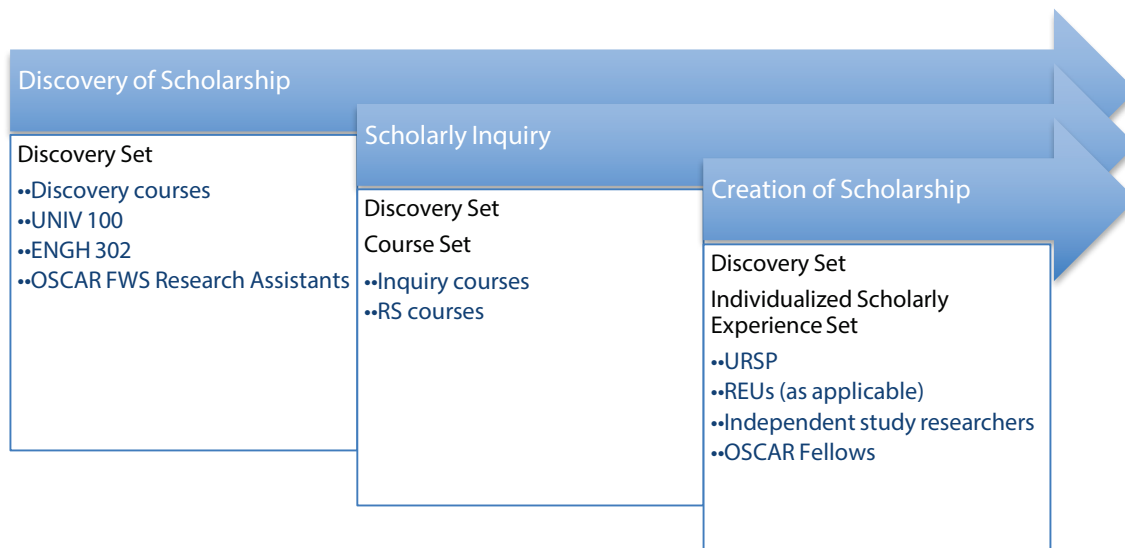 Discovery of Scholarship
Discovery Set
••Discovery courses
••UNIV 100
••ENGH 302
••OSCAR FWS Research Assistants
Scholarly Inquiry
Discovery Set
Course Set
••Inquiry courses
••RS courses
Creation of Scholarship
Discovery Set
Individualized Scholarly
Experience Set
••URSP
••REUs (as applicable)
••Independent study researchers
••OSCAR Fellows